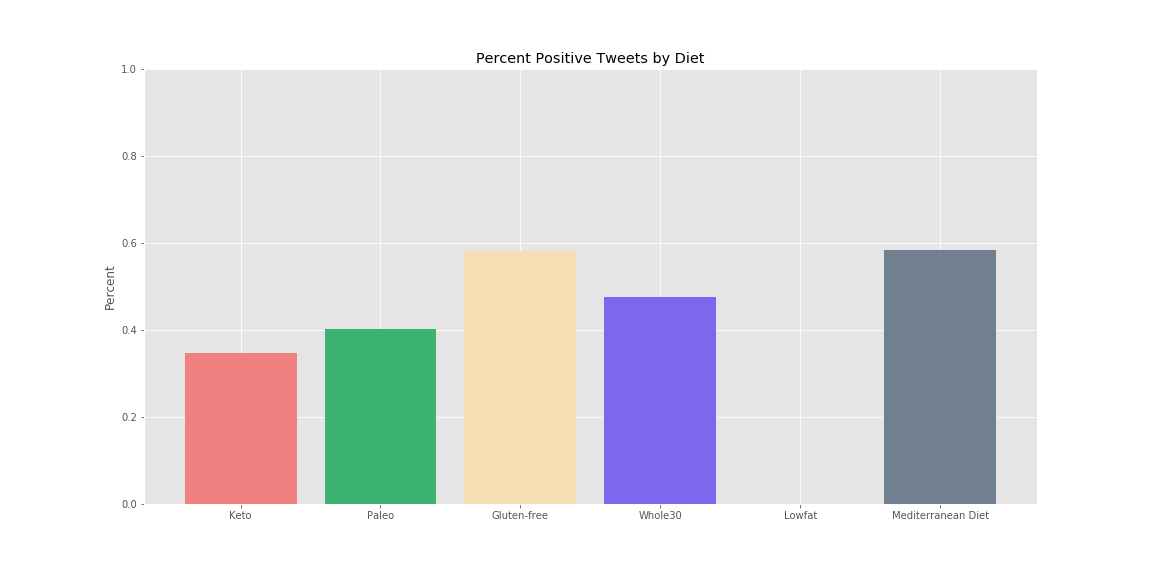 Percent Positive Tweets by Diet
1.0
0.8
0.6
0.4
0.2
0.0
Percent
Keto Paleo Gluten-free Whole30 Lowfat Mediterranean Diet